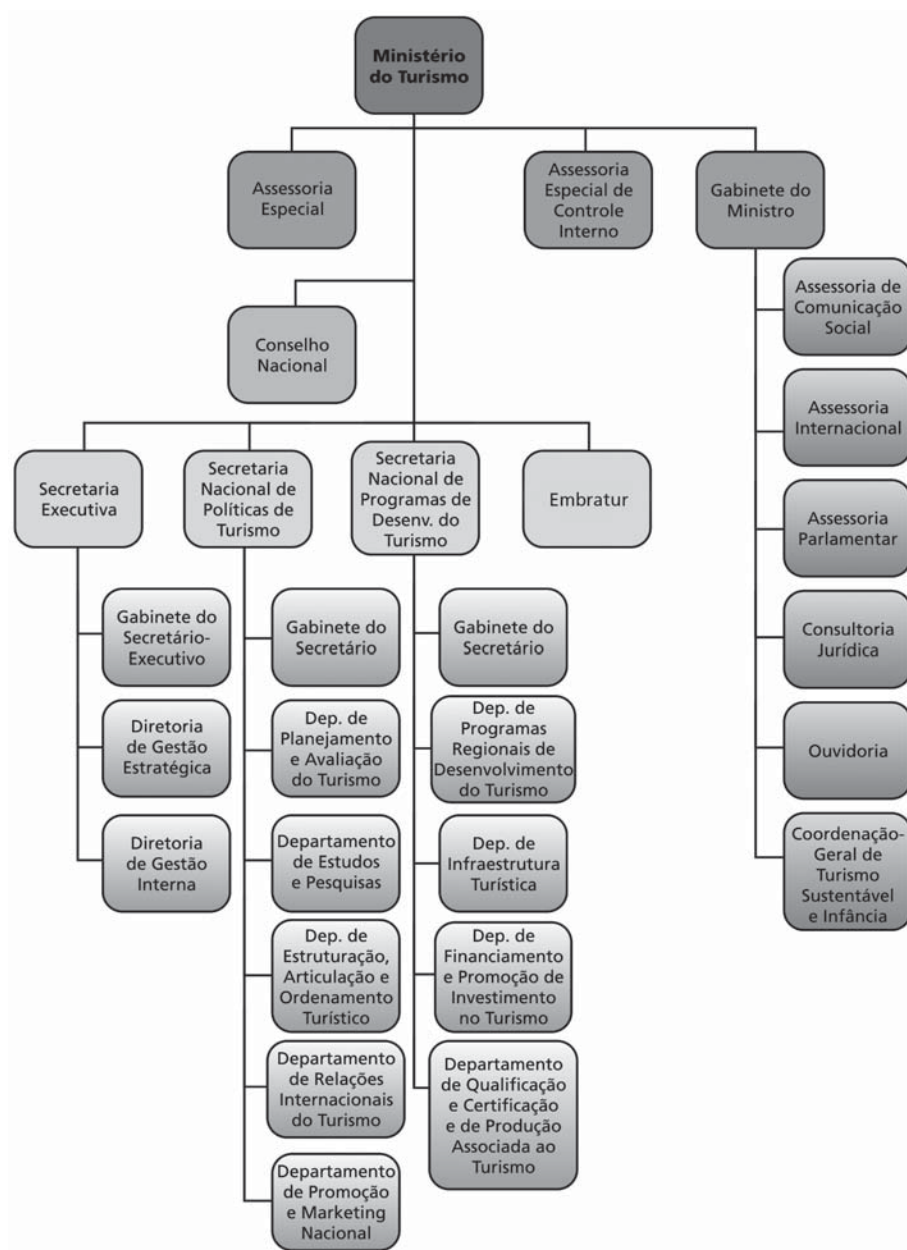 Ministério
do Turismo
Assessoria
Especial
Assessoria
Especial de
Controle
Interno
Gabinete do
Ministro
Conselho
Nacional
Secretaria
Executiva
Secretaria
Nacional de
Políticas de
Turismo
Secretaria
Nacional de
Programas de
Desenv. do
Turismo
Embratur
Gabinete do
Secretário-
Executivo
Diretoria
de Gestão
Estratégica
Diretoria
de Gestão
Interna
Gabinete do
Secretário
Dep. de
Planejamento
e Avaliação
do Turismo
Departamento
de Estudos
e Pesquisas
Dep. de
Estruturação,
Articulação e
Ordenamento
Turístico
Departamento
de Relações
Internacionais
do Turismo
Departamento
de Promoção
e Marketing
Nacional
Gabinete do
Secretário
Dep. de
Programas
Regionais de
Desenvolvimento
do Turismo
Dep. de
Infraestrutura
Turística
Dep. de
Financiamento
e Promoção de
Investimento
no Turismo
Departamento
de Qualificação
e Certificação
e de Produção
Associada ao
Turismo
Assessoria de
Comunicação
Social
Assessoria
Internacional
Assessoria
Parlamentar
Consultoria
Jurídica
Ouvidoria
Coordenação-
Geral de
Turismo
Sustentável
e Infância